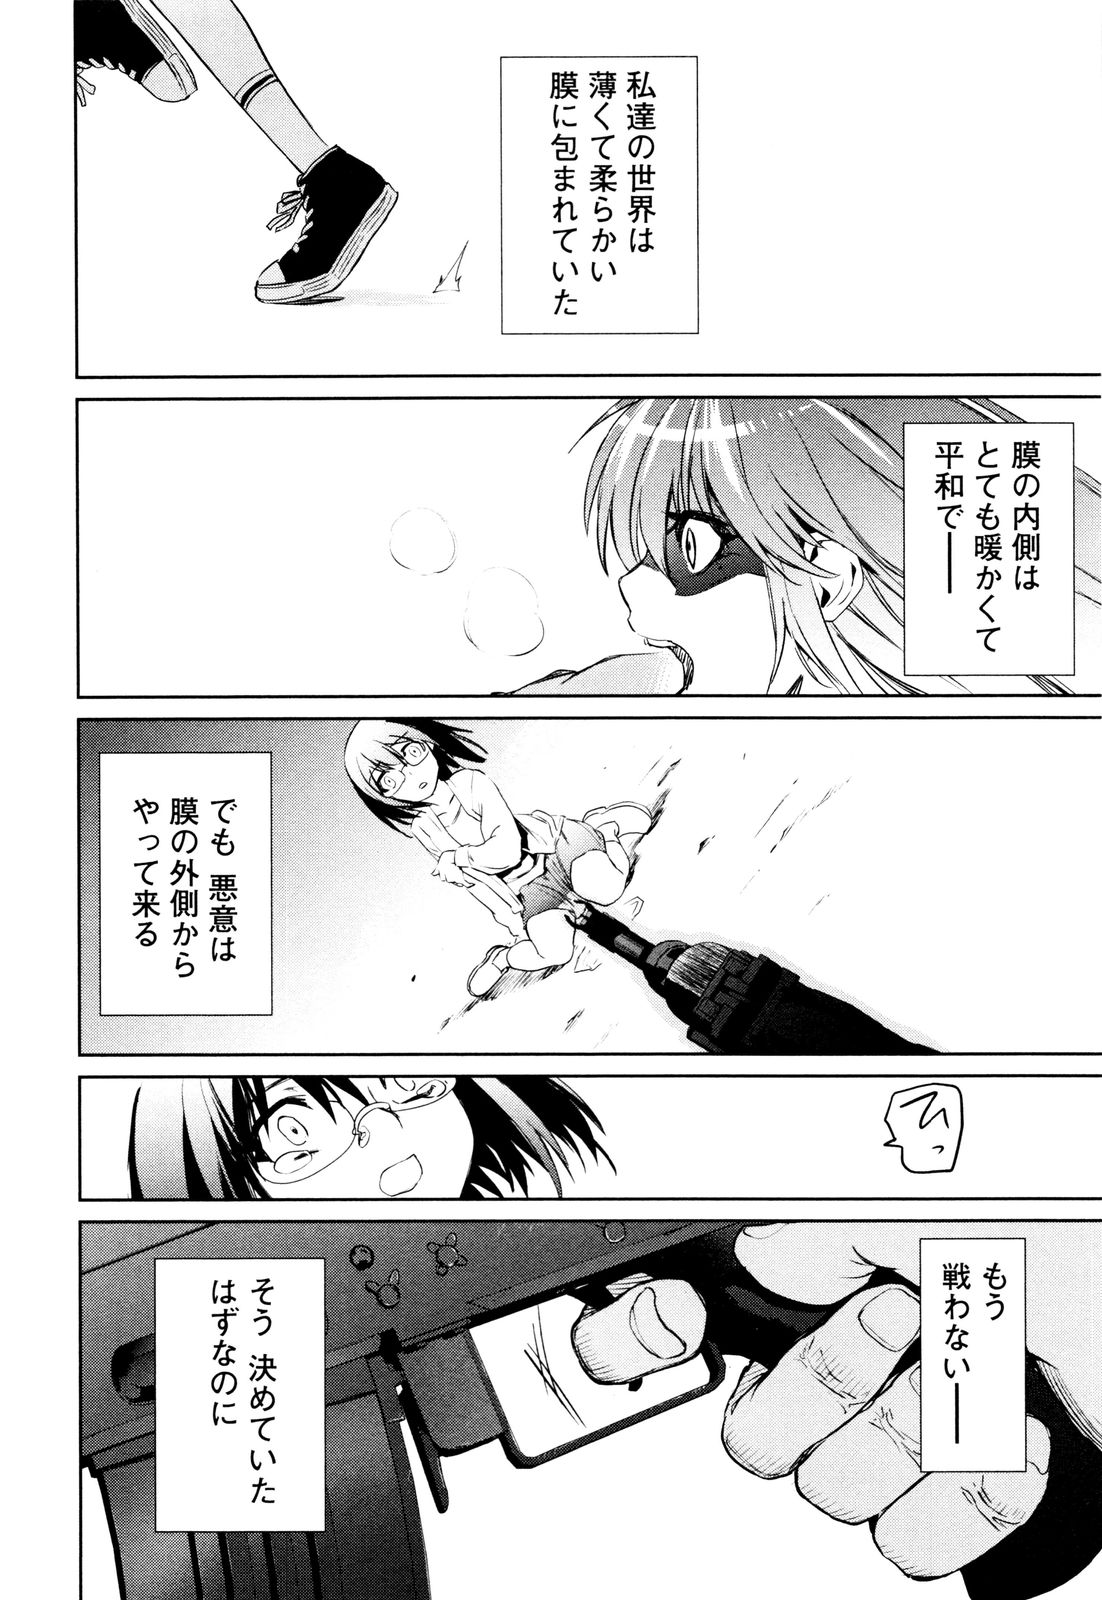 私達の世界は
薄くて柔らかい
膜に包まれていた
膜の内側は
とても暖かくて
平和で――
でも 悪意は
膜の外側から
やって来る
ひっ
もう
戦わない――
そう 決めていた
はずなのに